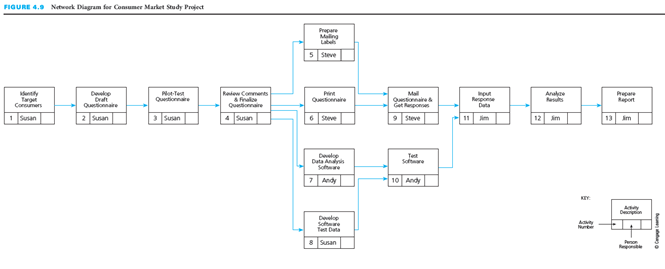 FIGURE 4.9 Network Diagram for Consumer Market Study Project
Prepare
Mailing
Labels
5 Steve
Identify
Target
Consumers
1 Susan
Develop
Draft
Questionnaire
2 Susan
Pilot-Test
Questionnaire
3 Susan
Review Comments
& Finalize
Questionnaire
4 Susan
Print
Questionnaire
6 Steve
Mail
Questionnaire &
Get Responses
9 Steve
Input
Response
Data
11 Jim
Analyze
Results
12 Jim
Prepare
Report
13 Jim
Develop
Data Analysis
Software
7 Andy
Test
Software
10 Andy
Develop
Software
Test Data
8 Susan
KEY:
Activity
Description
Activity
Number
Person
Responsible
© Cengage Learning